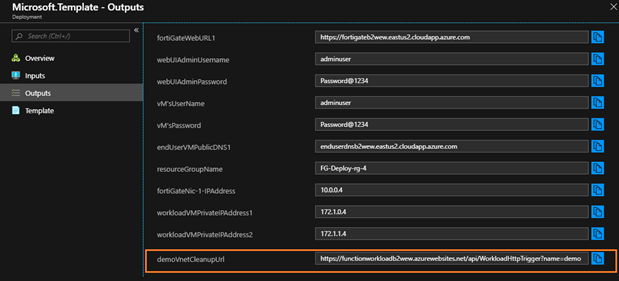 Microsoft.Template - Outputs
Deployment
Search (Ctrl+/)
«
Overview
Inputs
Outputs
Template
fortiGateWebURL1
https://fortigateb2wew.eastus2.cloudapp.azure.com
webUIAdminUsername
adminuser
webUIAdminPassword
Password@1234
vM'sUserName
adminuser
vM'sPassword
Password@1234
endUserVMPublicDNS1
enduserdnsb2wew.eastus2.cloudapp.azure.com
resourceGroupName
FG-Deploy-rg-4
fortiGateNic-1-IPAddress
10.0.0.4
workloadVMPrivateIPAddress1
172.1.0.4
workloadVMPrivateIPAddress2
172.1.1.4
demoVnetCleanupUrl
https://functionworkloadb2wew.azurewebsites.net/api/WorkloadHttpTrigger?name=demo